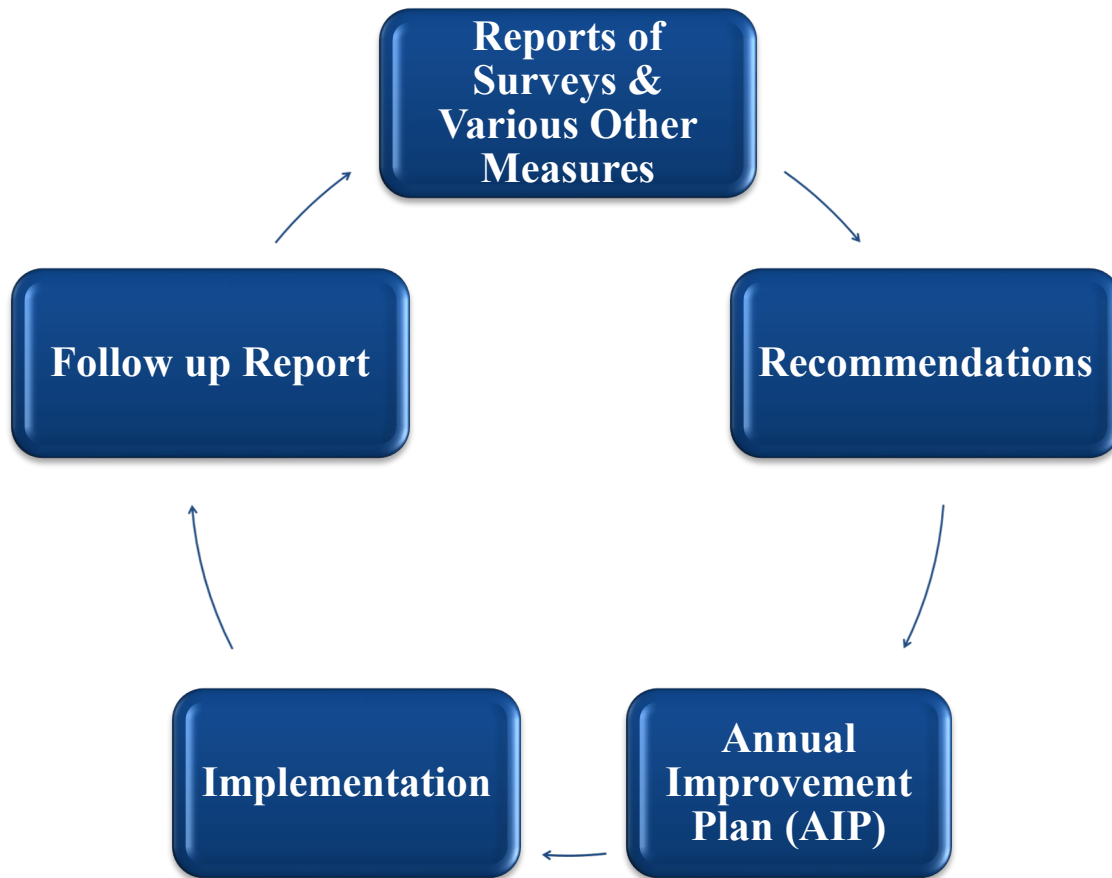 Reports of
Surveys &
Various Other
Measures
Follow up Report
Recommendations
Implementation
Annual
Improvement
Plan (AIP)